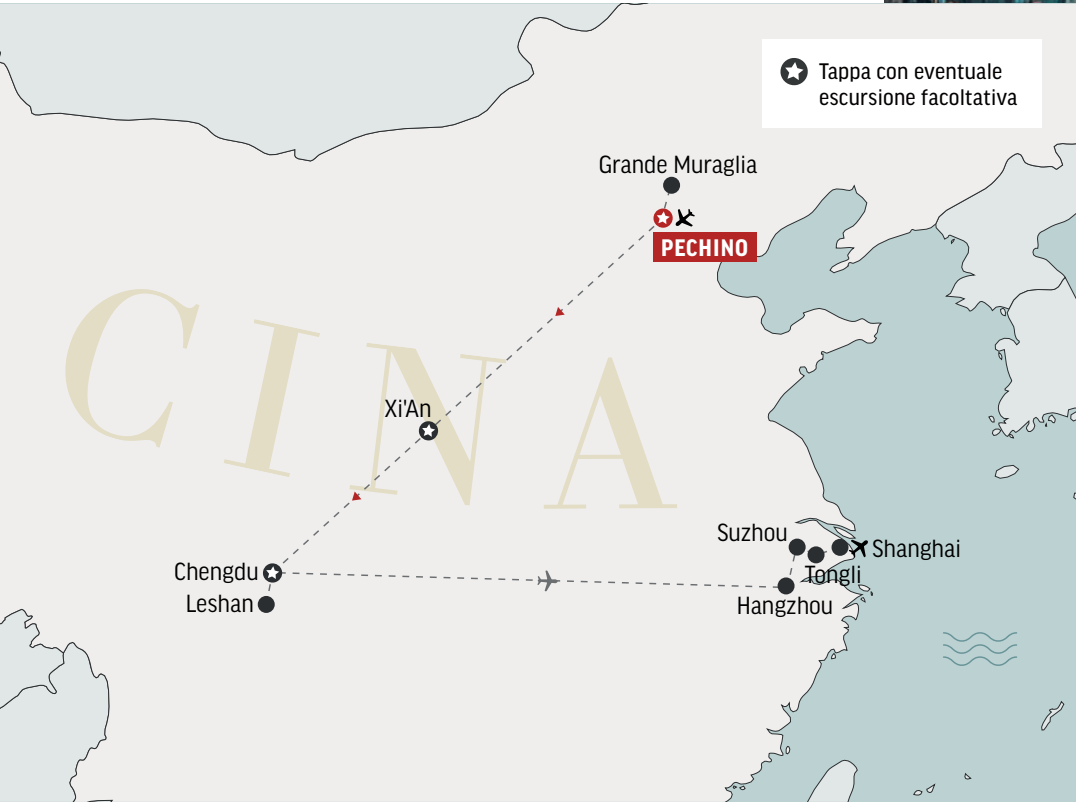 Tappa con eventuale
escursione facoltativa
Grande Muraglia
PECHINO
CINA
Xi'An
Suzhou
Shanghai
Chengdu
Tongli
Leshan
Hangzhou